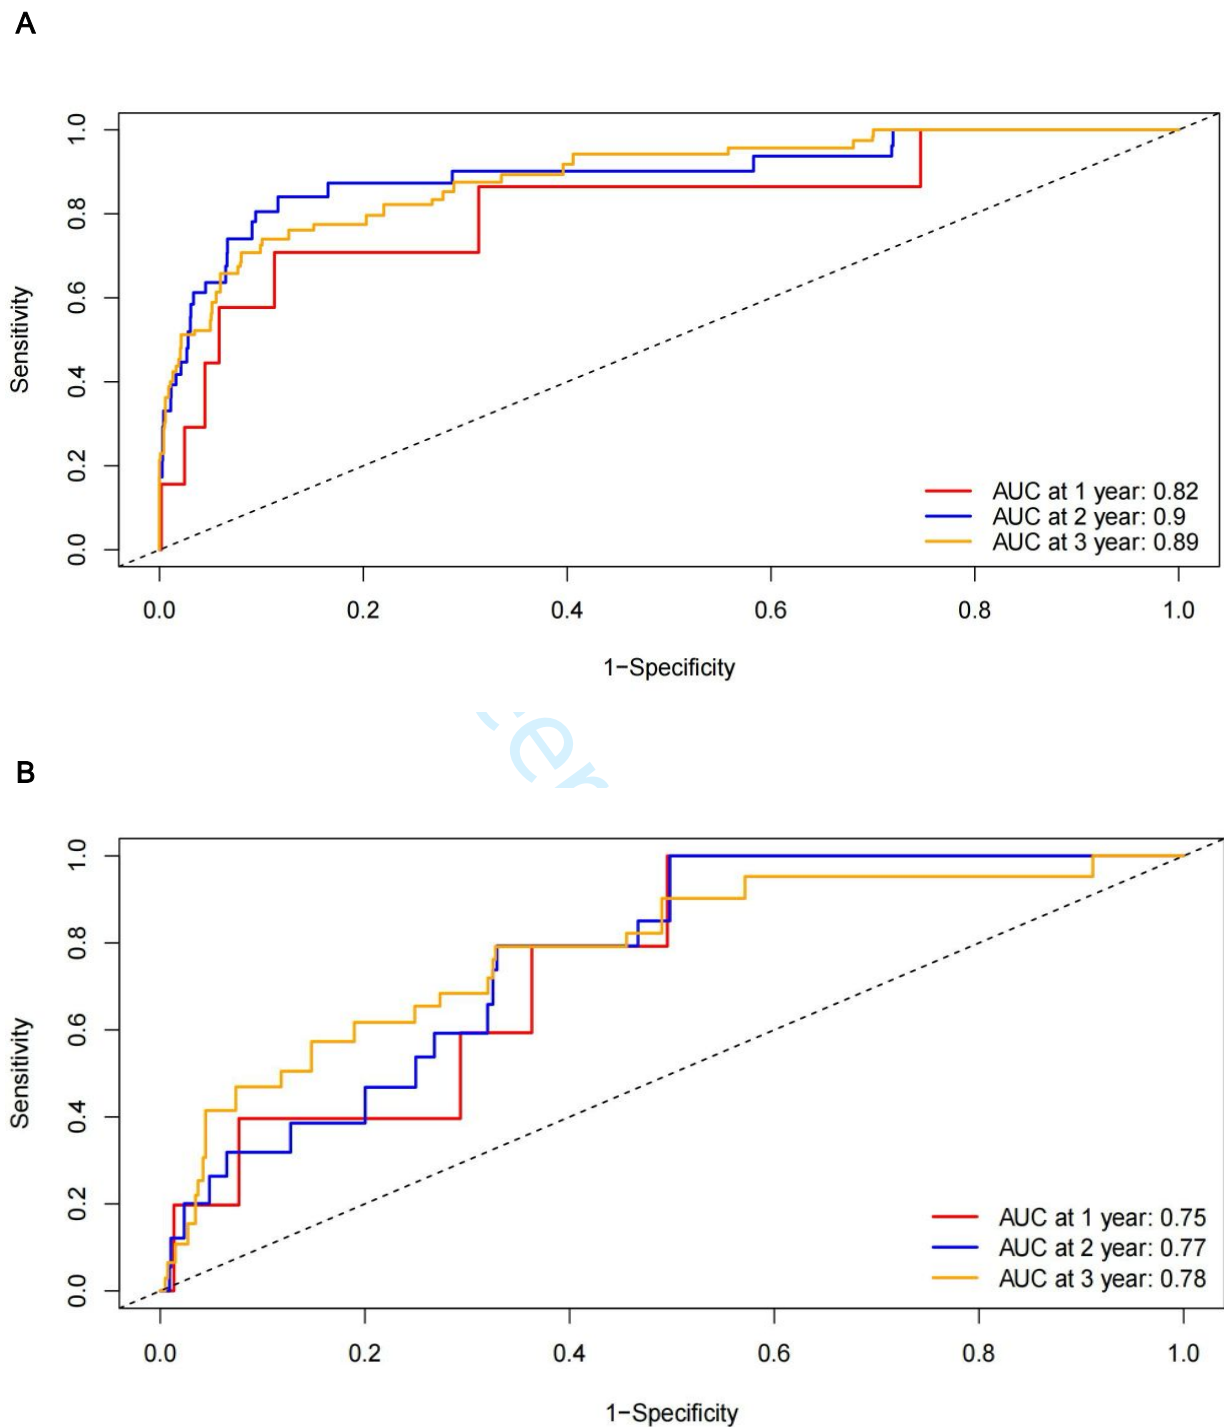 A
Sensitivity
1.0
0.8
0.6
0.4
0.2
0.0
AUC at 1 year: 0.82
AUC at 2 year: 0.9
AUC at 3 year: 0.89
0.0 0.2 0.4 0.6 0.8 1.0
1−Specificity
B
Sensitivity
1.0
0.8
0.6
0.4
0.2
0.0
AUC at 1 year: 0.75
AUC at 2 year: 0.77
AUC at 3 year: 0.78
0.0 0.2 0.4 0.6 0.8 1.0
1−Specificity